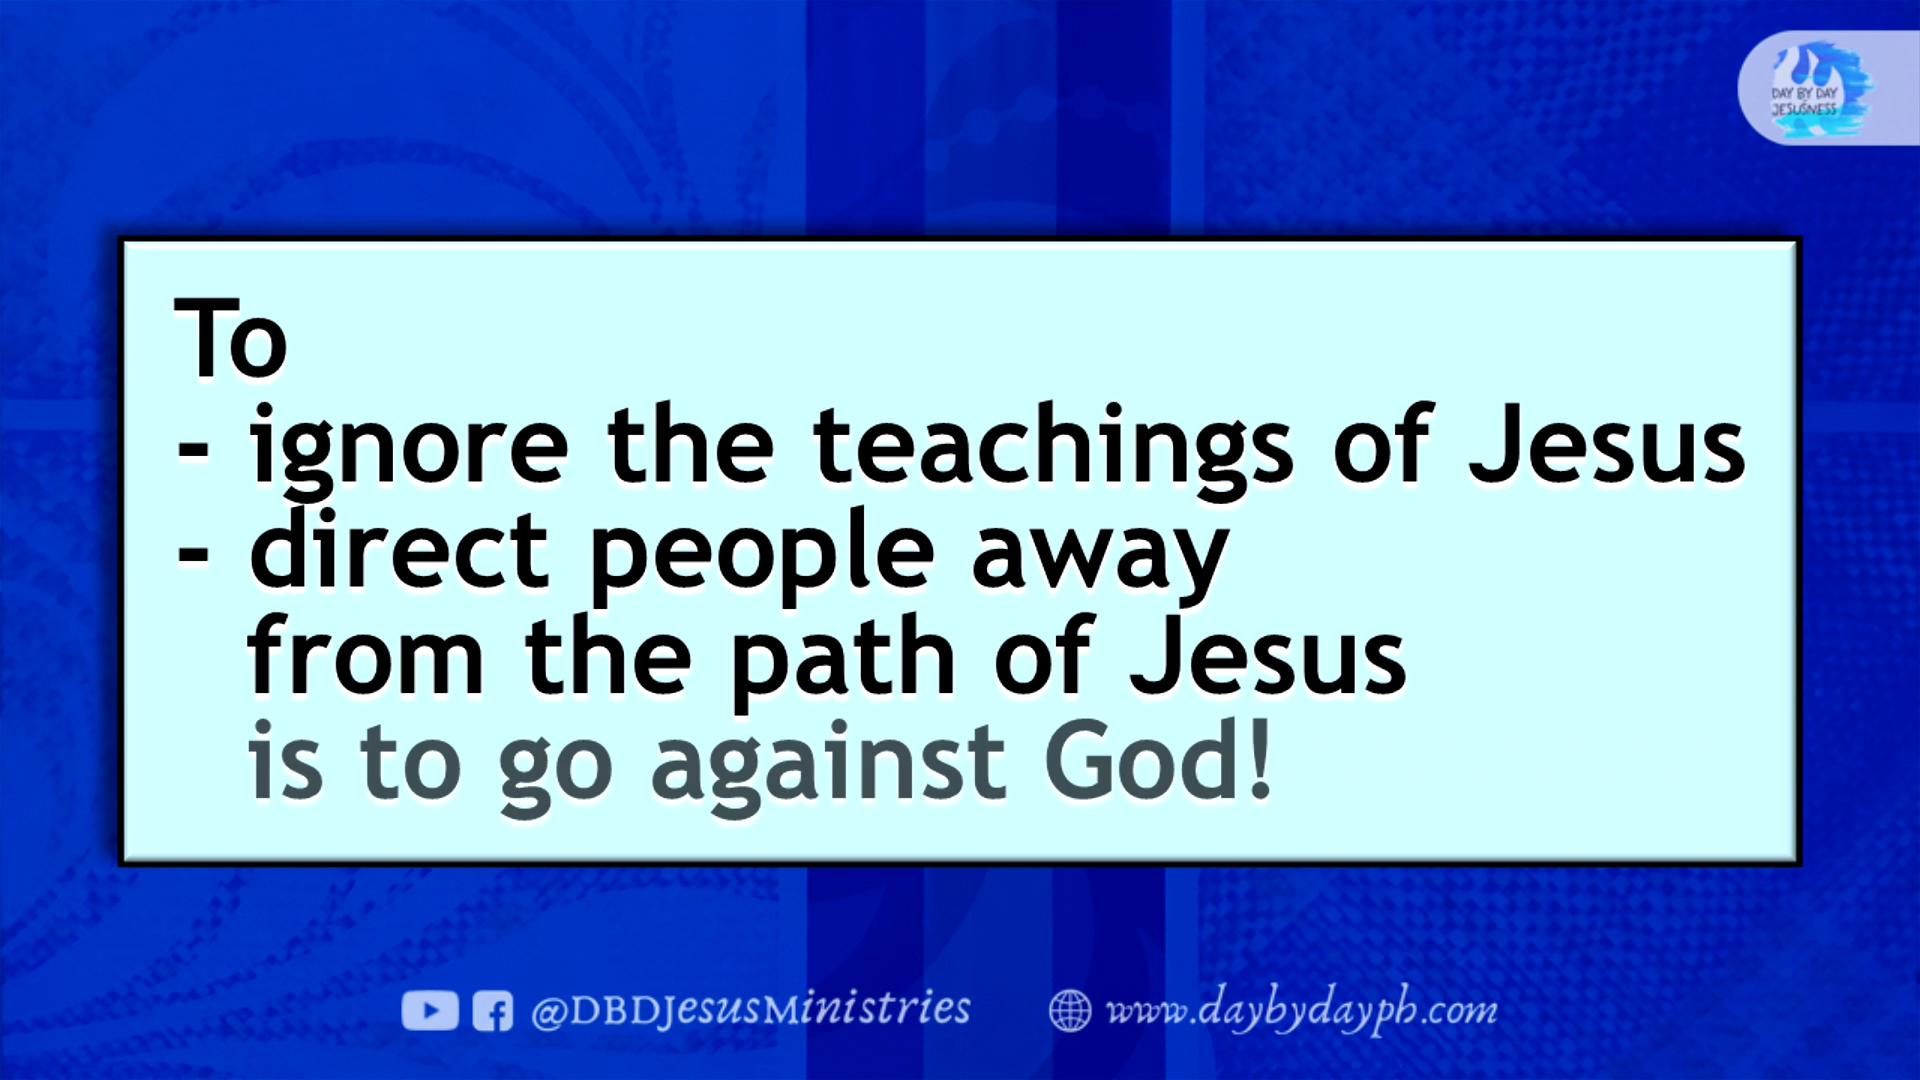 DAY BY DAY
JESUSNESS
To
- ignore the teachings of Jesus
- direct people away
from the path of Jesus
is to go against God!
@DBDJesusMinistries
www.daybydayph.com